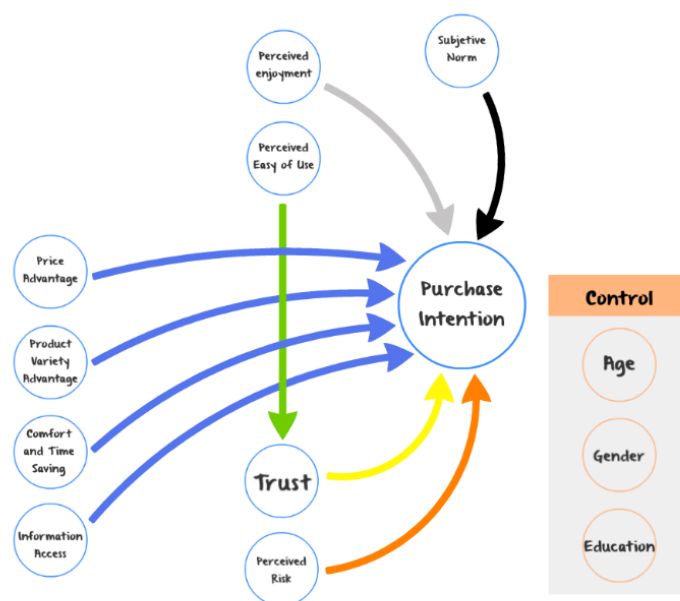 Perceived
enjoyment
Subjetive
Norm
Perceived
Easy of Use
Price
Advantage
Product
Variety
Advantage
Comfort
and Time
Saving
Information
Access
Purchase
Intention
Trust
Perceived
Risk
Control
Age
Gender
Education